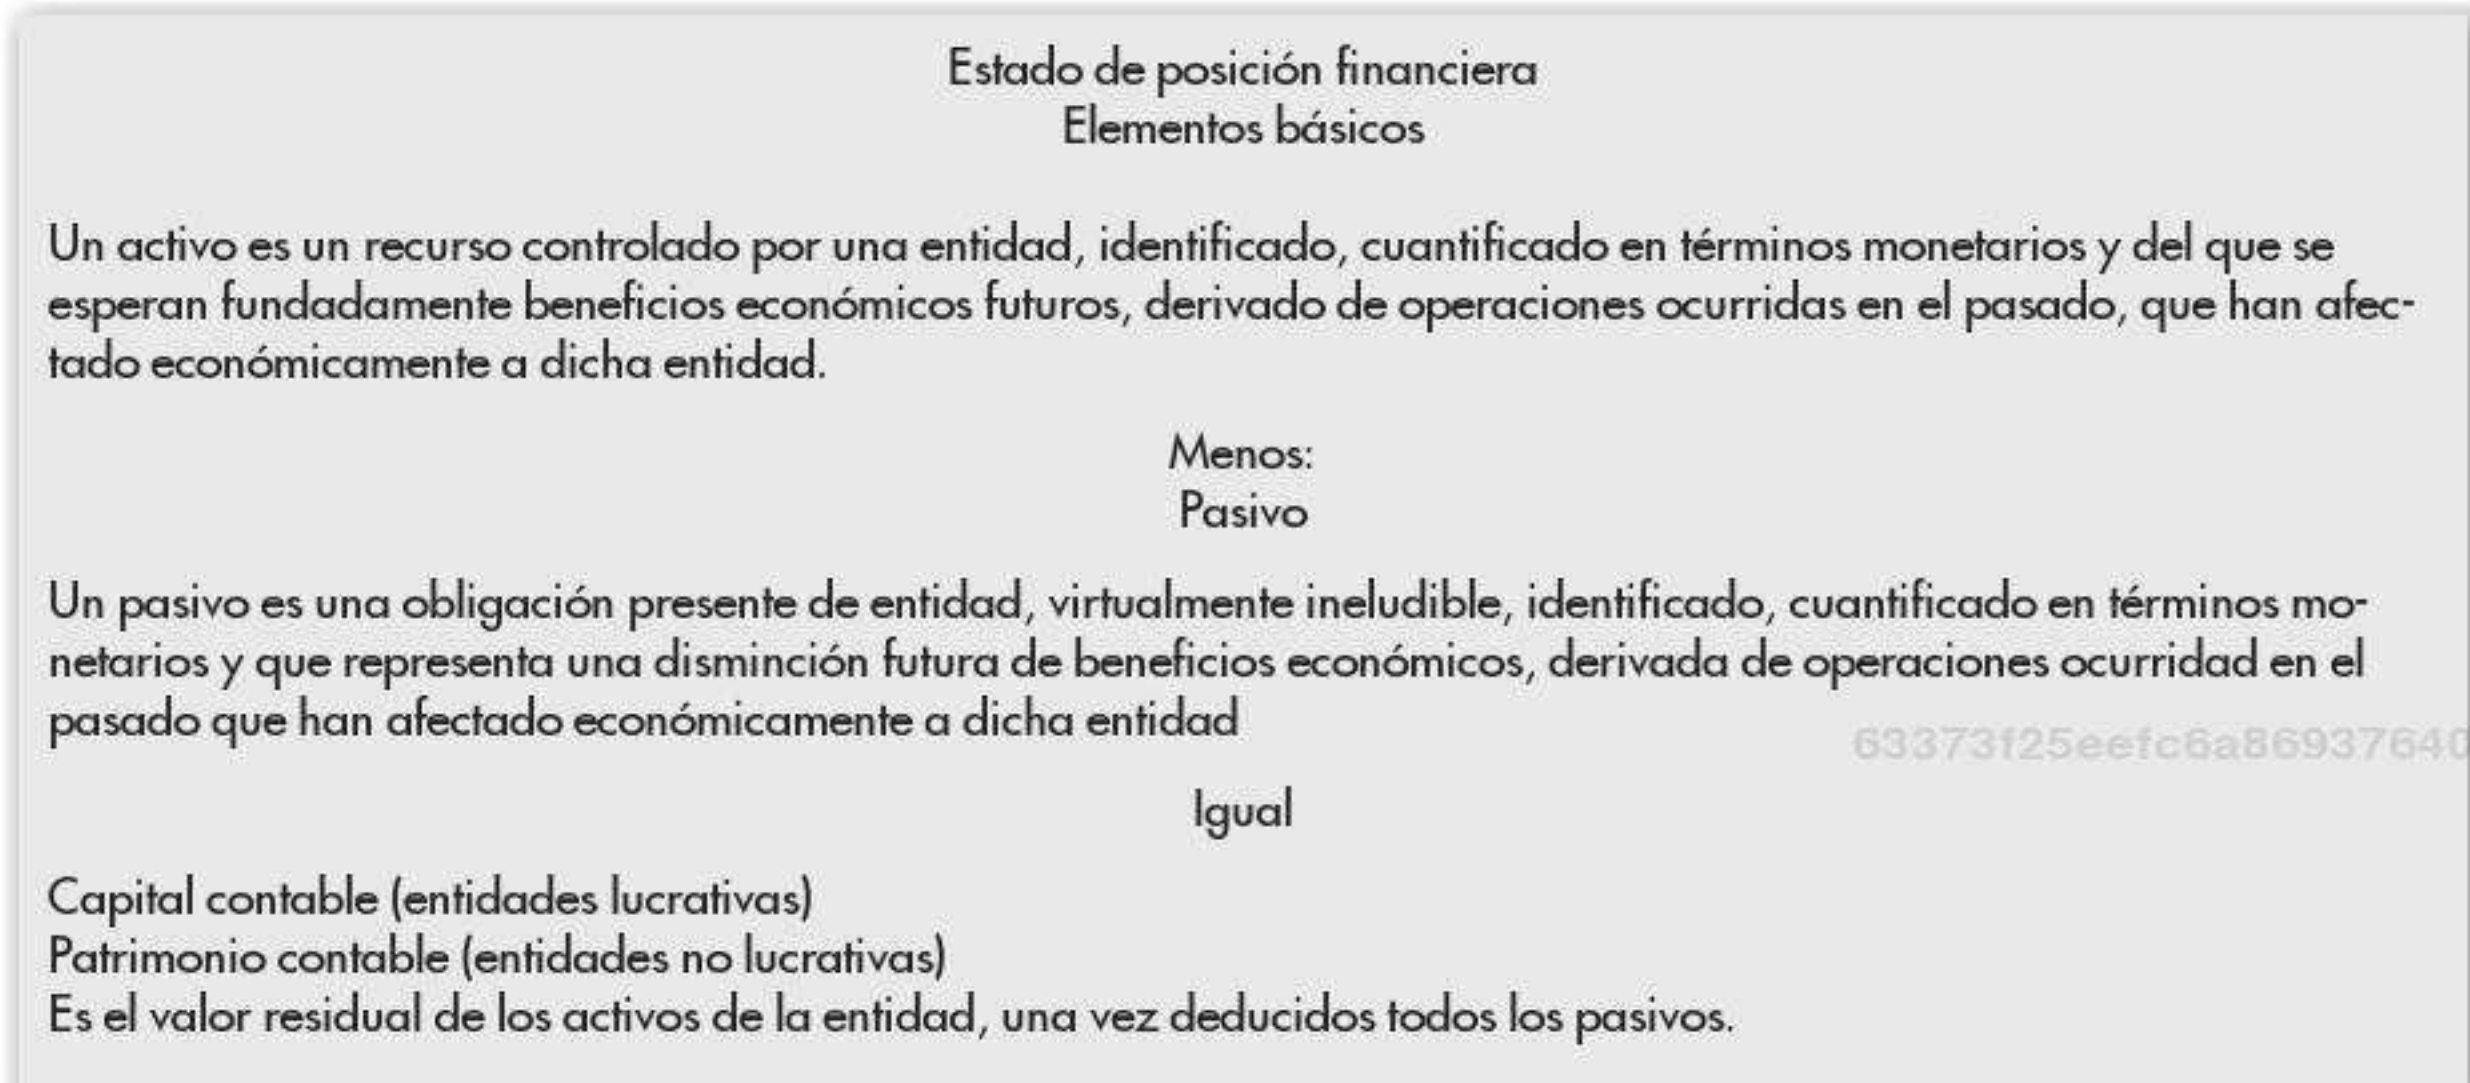 Estado de posición financiera
Elementos básicos
Un activo es un recurso controlado por una entidad, identificado, cuantificado en términos monetarios y del que se
esperan fundadamente beneficios económicos futuros, derivado de operaciones ocurridas en el pasado, que han afec-
tado económicamente a dicha entidad.
Menos:
Pasivo
Un pasivo es una obligación presente de entidad, virtualmente ineludible, identificado, cuantificado en términos mo-
netarios y que representa una disminción futura de beneficios económicos, derivada de operaciones ocurridad en el
pasado que han afectado económicamente a dicha entidad
63373f25eefc6a86937640
Igual
Capital contable (entidades lucrativas)
Patrimonio contable (entidades no lucrativas)
Es el valor residual de los activos de la entidad, una vez deducidos todos los pasivos.